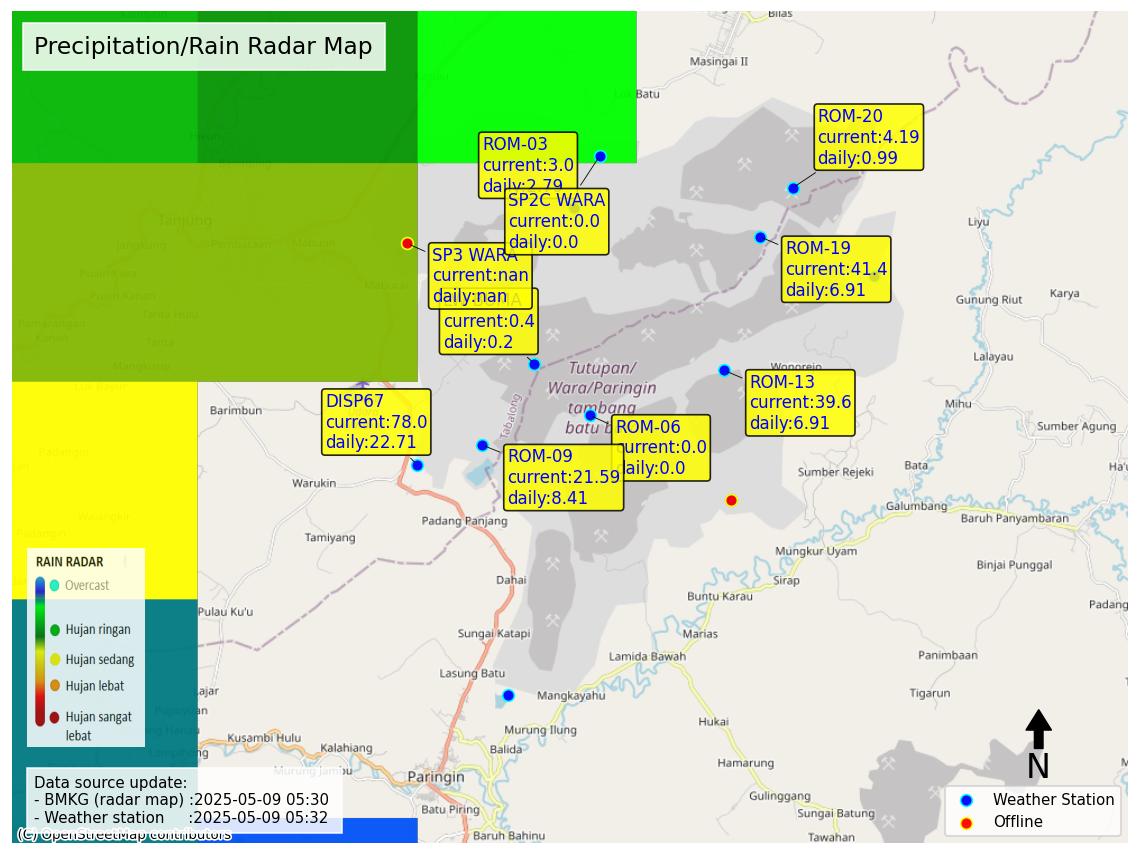 Precipitation/Rain Radar Map
Bilas
Masingai II
Batu
ROM-20
current:4.19
daily:0.99
ROM-03
current:3.0
daily:2.79
SP2C WARA
current:0.0
daily:0.0
Tanjung
Liyu
SP3 WARA
current:nan
daily:nan
ROM-19
current:41.4
daily:6.91
current:0.4
daily:0.2
Gunung Riut
Karya
Lalayau
Wonorejo
Tutupan/
Wara/Paringin
tambang
batu b
Tabalong
ROM-13
current:39.6
daily:6.91
DISP67
current:78.0
daily:22.71
Barimbun
Mihu
ROM-06
current:0.0
daily:0.0
Sumber Agung
ROM-09
current:21.59
daily:8.41
Bata
Sumber Rejeki
Warukin
Galumbang
Baruh Panyambaran
Padang Panjang
Tamiyang
Mungkur Uyam
Binjai Punggal
Dahai
Sirap
Buntu Karau
Padang
Pulau Ku'u
Sungai Katapi
Marias
Lamida Bawah
Panimbaan
Lasung Batu
Tigarun
Mangkayahu
Hukai
Murung Ilung
Kusambi Hulu
Kalahiang
Balida
Hamarung
Murung Jambu
Paringin
Gulinggang
Batu Piring
Sungai Batung
Baruh Bahinu
Tawahan
RAIN RADAR
Overcast
Hujan ringan
Hujan sedang
Hujan lebat
Hujan sangat
lebat
Data source update:
- BMKG (radar map) :2025-05-09 05:30
- Weather station :2025-05-09 05:32
(C) OpenStreetMap contributors
N
Weather Station
Offline